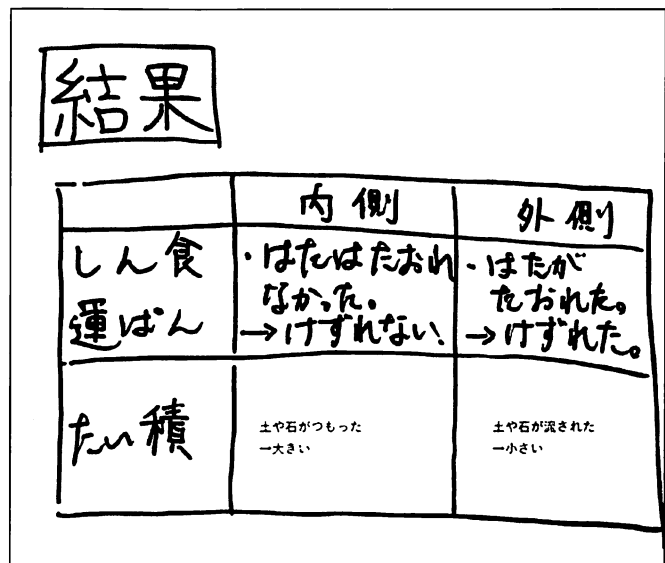 結果
内側
外側
しん食
運ぱん
・はたはたおれ
なかった。
→けずれない.
・はたが
たおれた。
→けずれた。
たい積
土や石がつもった
→大きい
土や石が流された
→小さい